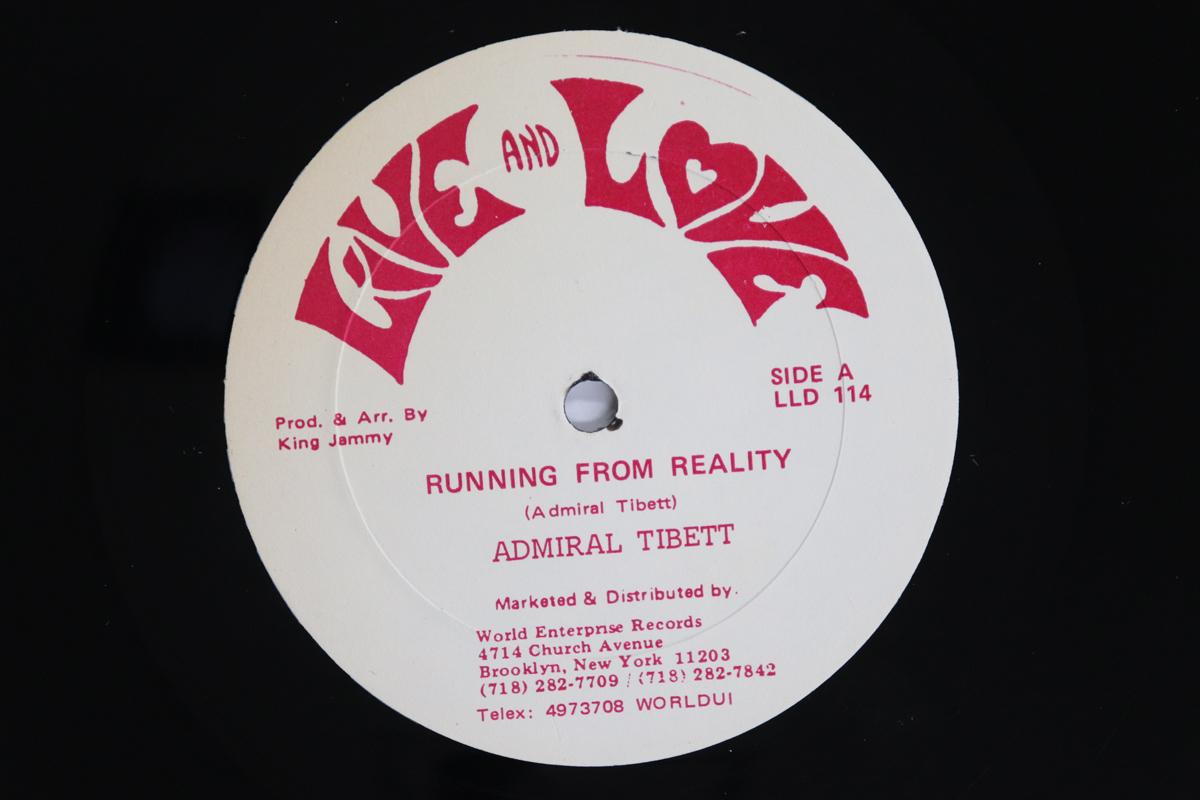 LIVE AND LOVE
SIDE A
LLD 114
Prod. & Arr. By
King Jammy
RUNNING FROM REALITY
(Admiral Tibett)
ADMIRAL TIBETT
Marketed & Distributed by.
World Enterprise Records
4714 Church Avenue
Brooklyn, New York 11203
(718) 282-7709 / (718) 282-7842
Telex: 4973708 WORLDUI